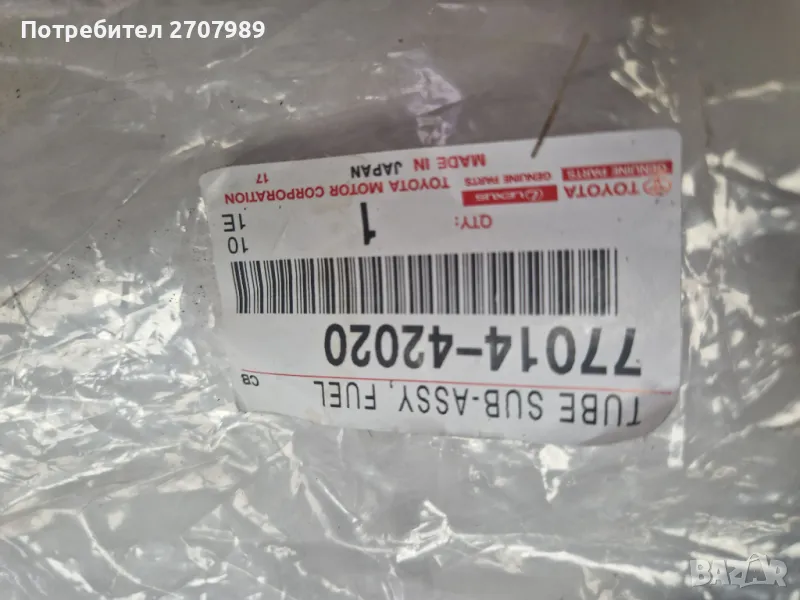 Потребител 2707989
TUBE SUB-ASSY, FUEL
CB
77014-42020
10
1E
QTY:
1
TOYOTA MOTOR CORPORATION
17
MADE IN JAPAN
LEXUS
GENUINE PARTS
TOYOTA
GENUINE PARTS
BAZAR